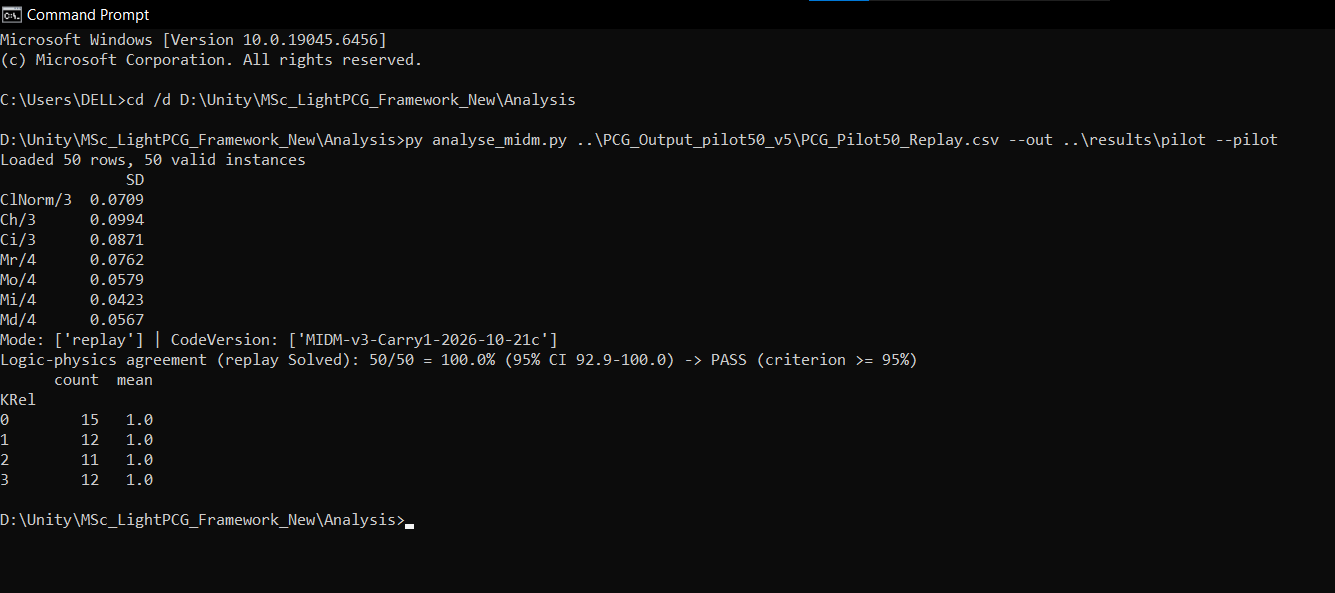 Command Prompt
Microsoft Windows [Version 10.0.19045.6456]
(c) Microsoft Corporation. All rights reserved.
C:\Users\DELL>cd /d D:\Unity\MSc_LightPCG_Framework_New\Analysis
D:\Unity\MSc_LightPCG_Framework_New\Analysis>py analyse_midm.py ..\PCG_Output_pilot50_v5\PCG_Pilot50_Replay.csv --out ..\results\pilot --pilot
Loaded 50 rows, 50 valid instances
SD
ClNorm/3 0.0709
Ch/3 0.0994
Ci/3 0.0871
Mr/4 0.0762
Mo/4 0.0579
Mi/4 0.0423
Md/4 0.0567
Mode: ['replay'] | CodeVersion: ['MIDM-v3-Carry1-2026-10-21c']
Logic-physics agreement (replay Solved): 50/50 = 100.0% (95% CI 92.9-100.0) -> PASS (criterion >= 95%)
count mean
KRel
0 15 1.0
1 12 1.0
2 11 1.0
3 12 1.0
D:\Unity\MSc_LightPCG_Framework_New\Analysis>